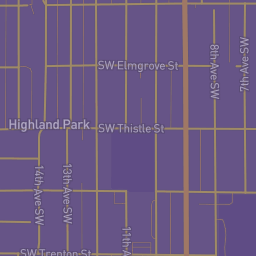 SW Elmgrove St
8th Ave SW
7th Ave SW
Highland Park
SW Thistle St
14th Ave SW
13th Ave SW
11th A
SW Trenton St